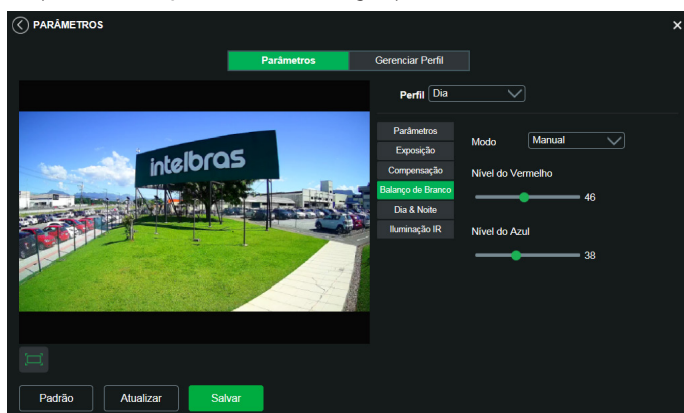 PARÂMETROS
×
Parâmetros
Gerenciar Perfil
intelbras
Perfil Dia
Parâmetros
Exposição
Compensação
Balanço de Branco
Dia & Noite
Iluminação IR
Modo Manual
Nível do Vermelho
46
Nível do Azul
38
Padrão
Atualizar
Salvar